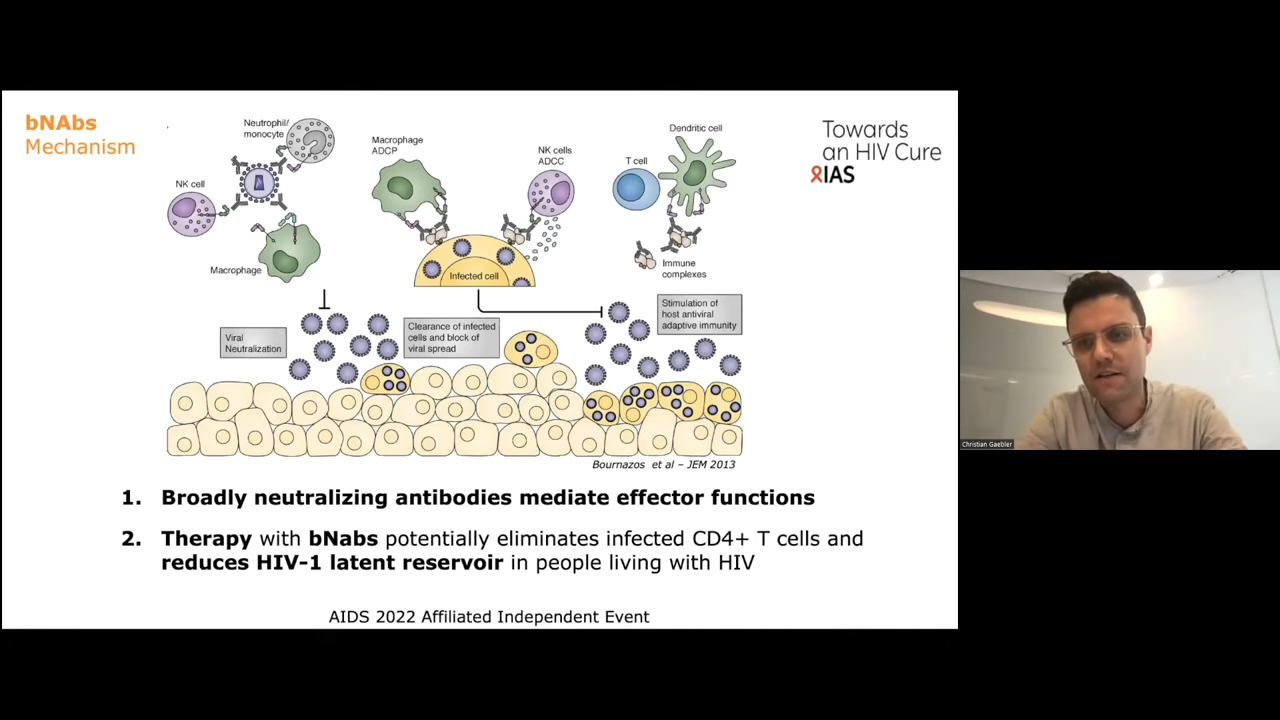 bNAbs
Mechanism
Neutrophil/
monocyte
NK cell
Macrophage
Macrophage
ADCP
NK cells
ADCC
Infected cell
Dendritic cell
T cell
Immune
complexes
Towards
an HIV Cure
IAS
Viral
Neutralization
Clearance of infected
cells and block of
viral spread
Stimulation of
host antiviral
adaptive immunity
Bournazos et al – JEM 2013
1. Broadly neutralizing antibodies mediate effector functions
2. Therapy with bNabs potentially eliminates infected CD4+ T cells and
reduces HIV-1 latent reservoir in people living with HIV
AIDS 2022 Affiliated Independent Event
Christian Gaebler